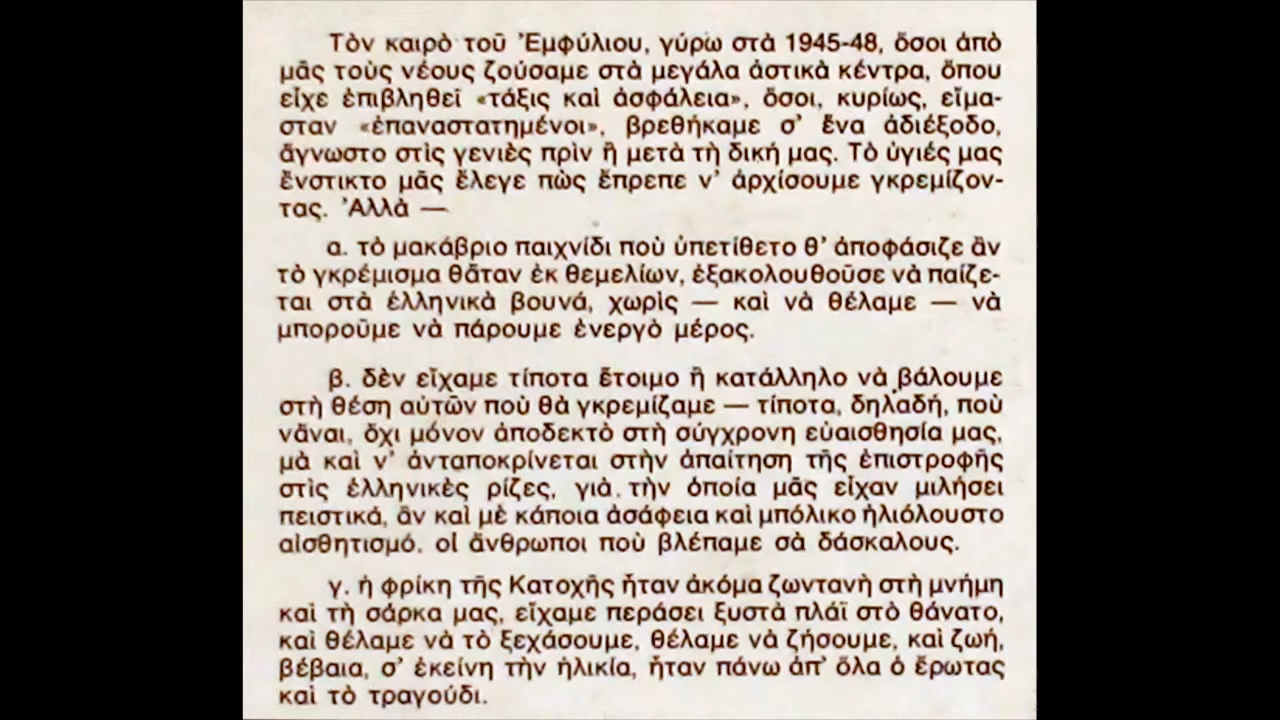 Τὸν καιρὸ τοῦ Ἐμφύλιου, γύρω στὰ 1945-48, ὅσοι ἀπὸ
μᾶς τοὺς νέους ζούσαμε στὰ μεγάλα ἀστικὰ κέντρα, ὅπου
εἶχε ἐπιβληθεῖ «τάξις καὶ ἀσφάλεια», ὅσοι, κυρίως, εἴμα-
σταν «ἐπαναστατημένοι», βρεθήκαμε σ’ ἕνα ἀδιέξοδο,
ἄγνωστο στὶς γενιὲς πρὶν ἢ μετὰ τὴ δική μας. Τὸ ὑγιές μας
ἔνστικτο μᾶς ἔλεγε πὼς ἔπρεπε ν’ ἀρχίσουμε γκρεμίζον-
τας. Ἀλλὰ —
α. τὸ μακάβριο παιχνίδι ποὺ ὑπετίθετο θ’ ἀποφάσιζε ἂν
τὸ γκρέμισμα θἄταν ἐκ θεμελίων, ἐξακολουθοῦσε νὰ παίζε-
ται στὰ ἑλληνικὰ βουνά, χωρὶς — καὶ νὰ θέλαμε — νὰ
μποροῦμε νὰ πάρουμε ἐνεργὸ μέρος.
β. δὲν εἴχαμε τίποτα ἕτοιμο ἢ κατάλληλο νὰ βάλουμε
στὴ θέση αὐτῶν ποὺ θὰ γκρεμίζαμε — τίποτα, δηλαδή, ποὺ
νἆναι, ὄχι μόνον ἀποδεκτὸ στὴ σύγχρονη εὐαισθησία μας,
μὰ καὶ ν’ ἀνταποκρίνεται στὴν ἀπαίτηση τῆς ἐπιστροφῆς
στὶς ἑλληνικὲς ρίζες, γιὰ τὴν ὁποία μᾶς εἶχαν μιλήσει
πειστικά, ἂν καὶ μὲ κάποια ἀσάφεια καὶ μπόλικο ἡλιόλουστο
αἰσθητισμό, οἱ ἄνθρωποι ποὺ βλέπαμε σὰ δάσκαλους.
γ. ἡ φρίκη τῆς Κατοχῆς ἦταν ἀκόμα ζωντανὴ στὴ μνήμη
καὶ τὴ σάρκα μας, εἴχαμε περάσει ξυστὰ πλάϊ στὸ θάνατο,
καὶ θέλαμε νὰ τὸ ξεχάσουμε, θέλαμε νὰ ζήσουμε, καὶ ζωή,
βέβαια, σ’ ἐκείνη τὴν ἡλικία, ἦταν πάνω ἀπ’ ὅλα ὁ ἔρωτας
καὶ τὸ τραγούδι.